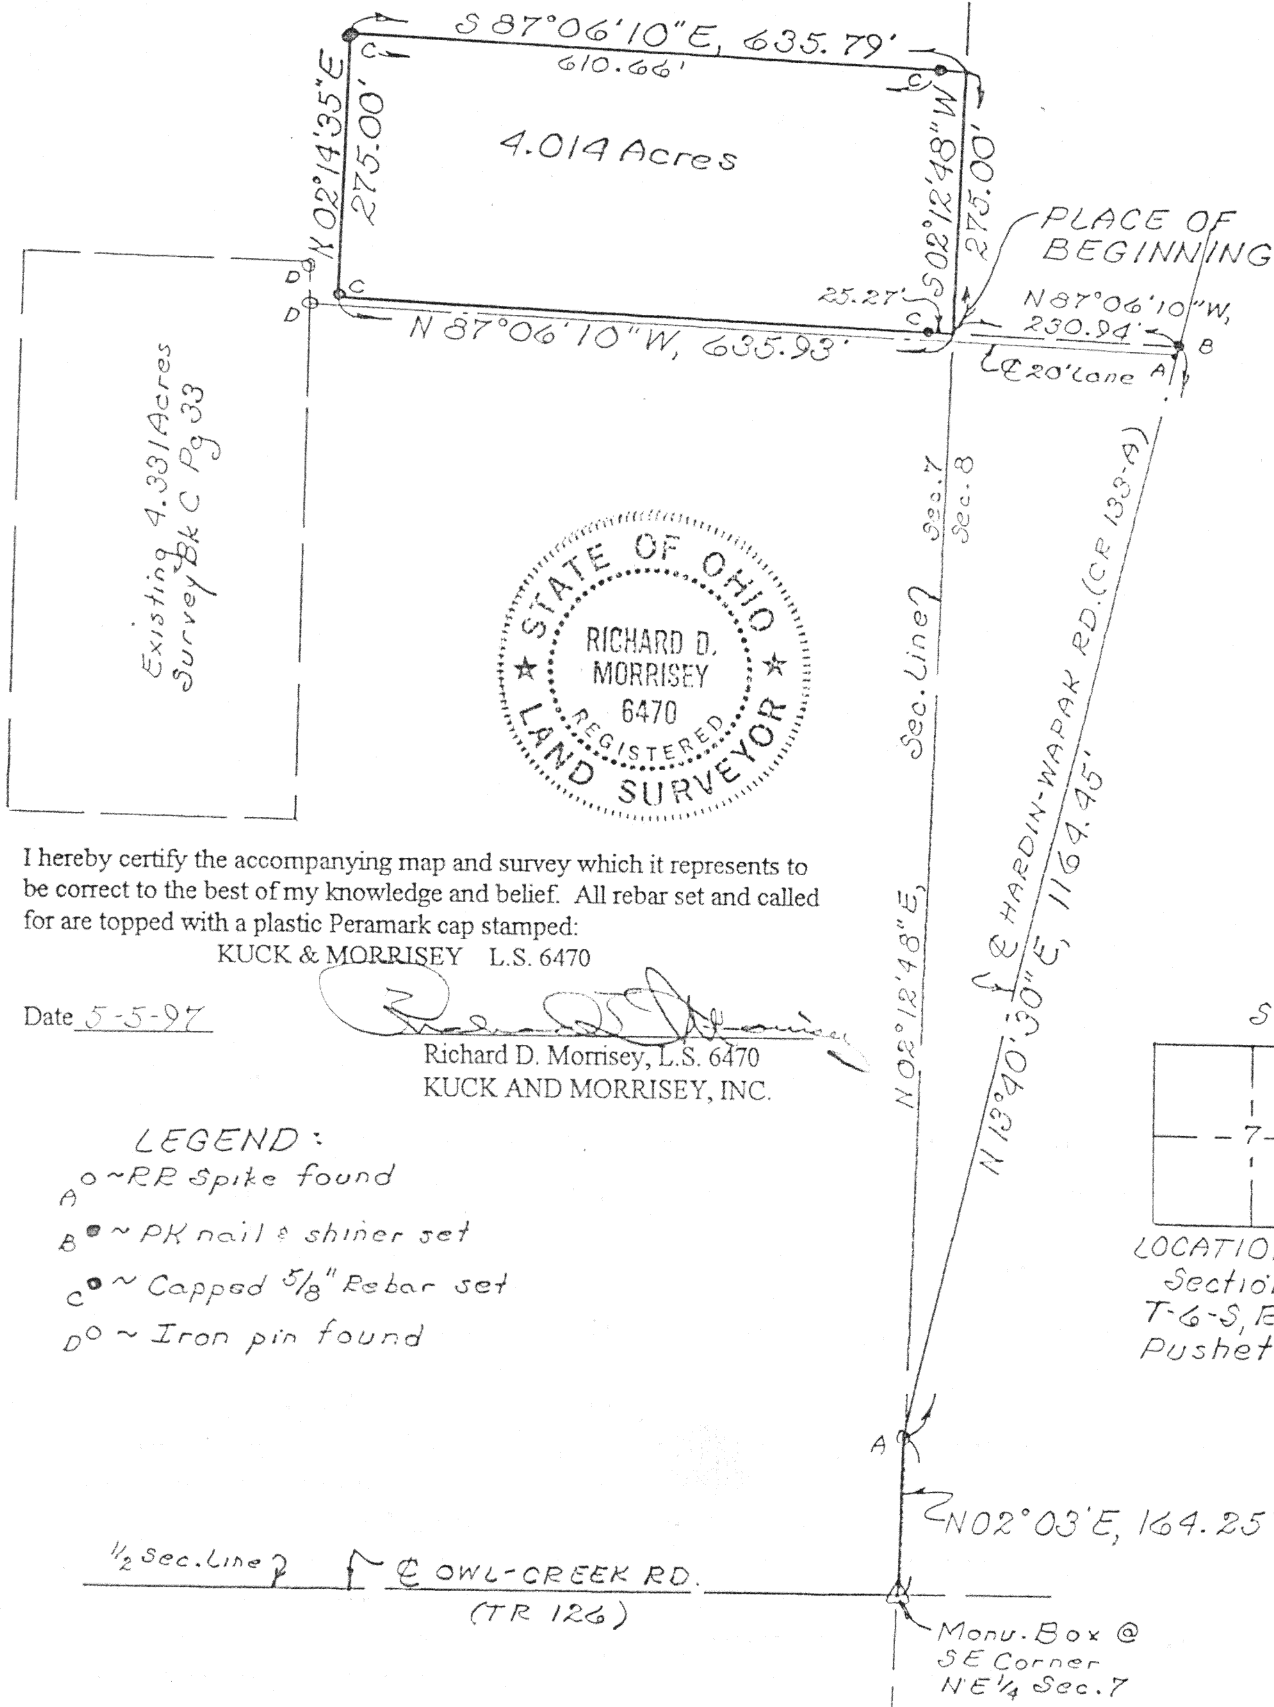 S 87°06'10"E, 635.79'
610.66'
C
C
N 02°14'35"E
275.00'
4.014 Acres
S 02°12'48"W
275.00'
PLACE OF
BEGINNING
D
D
C
25.27'
C
N 87°06'10"W,
230.94'
B
A
N 87°06'10"W, 635.93'
℄ 20' Lane
Existing 4.331 Acres
Survey Bk C Pg 33
Sec. 7
Sec. 8
Sec. Line
STATE OF OHIO
RICHARD D.
MORRISEY
6470
REGISTERED
LAND SURVEYOR
℄ HARDIN-WAPAK RD. (CR 133-A)
N 13°40'30"E, 1164.45'
N 02°12'48"E,
I hereby certify the accompanying map and survey which it represents to
be correct to the best of my knowledge and belief. All rebar set and called
for are topped with a plastic Peramark cap stamped:
KUCK & MORRISEY L.S. 6470
Date 5-5-97
Richard D. Morrisey, L.S. 6470
KUCK AND MORRISEY, INC.
LEGEND:
A ~ RR Spike found
B ~ PK nail & shiner set
C ~ Capped 5/8" Rebar set
D ~ Iron pin found
S
7
Section
T-6-S,
A
N 02°03'E, 164.25
1/2 Sec. Line
℄ OWL-CREEK RD.
(TR 126)
Monu. Box @
SE Corner
NE 1/4 Sec. 7